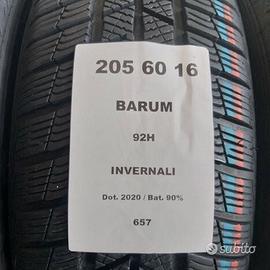 205 60 16
BARUM
92H
INVERNALI
Dot. 2020 / Bat. 90%
657
subito